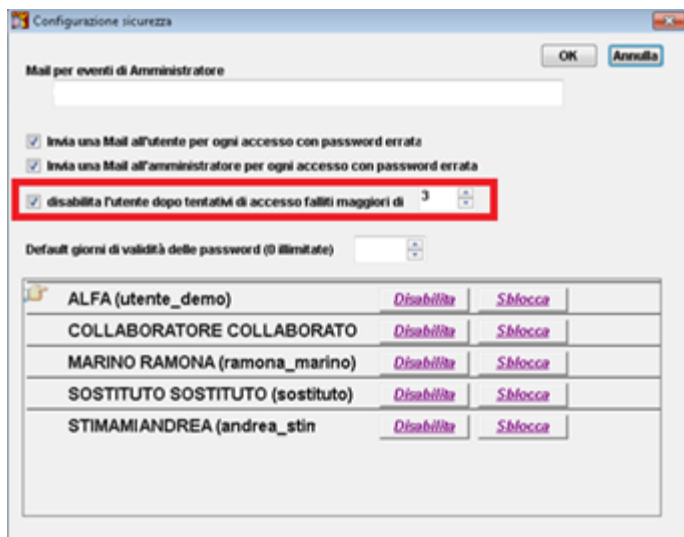 Configurazione sicurezza
OK Annulla
Mail per eventi di Amministratore
Invia una Mail all'utente per ogni accesso con password errata
Invia una Mail all'amministratore per ogni accesso con password errata
disabilita l'utente dopo tentativi di accesso falliti maggiori di 3
Default giorni di validità delle password (0 illimitate)
ALFA (utente_demo) Disabilita Sblocca
COLLABORATORE COLLABORATO Disabilita Sblocca
MARINO RAMONA (ramona_marino) Disabilita Sblocca
SOSTITUTO SOSTITUTO (sostituto) Disabilita Sblocca
STIMAMIANDREA (andrea_stin Disabilita Sblocca